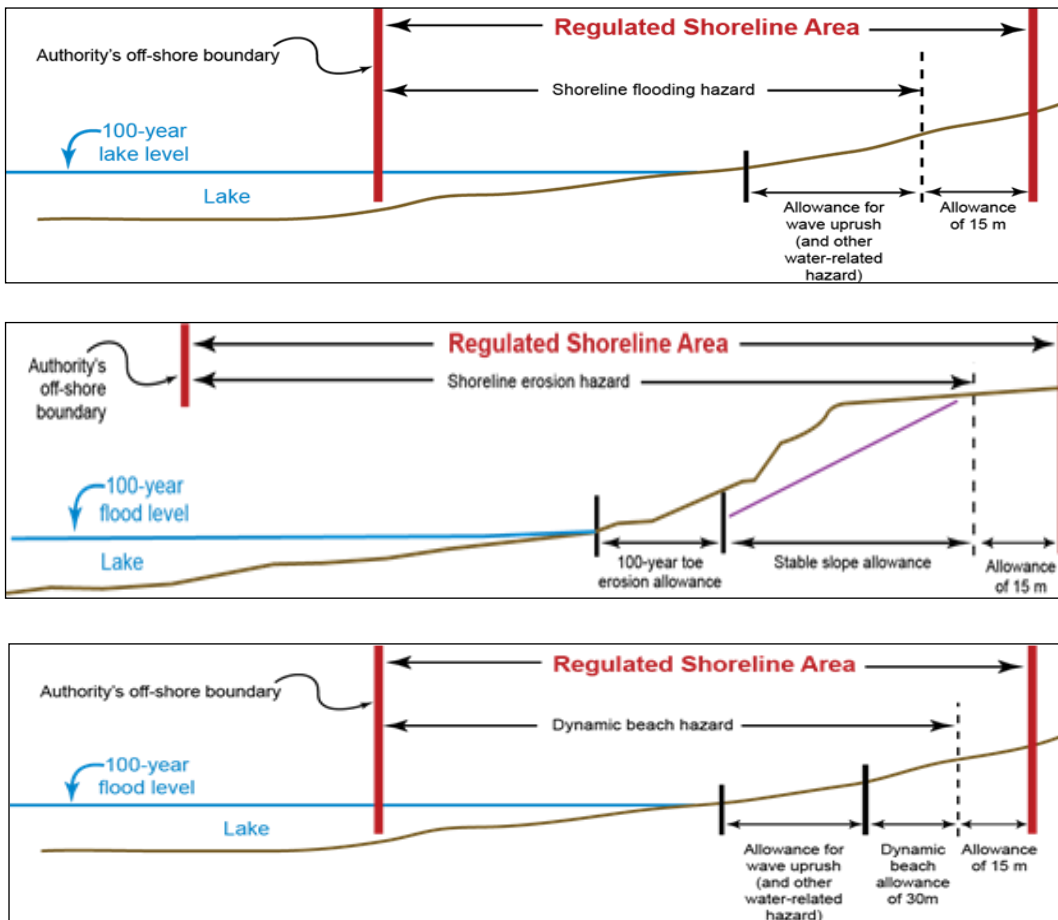 Regulated Shoreline Area
Authority's off-shore boundary
Shoreline flooding hazard
100-year
lake level
Lake
Allowance for
wave uprush
(and other
water-related
hazard)
Allowance
of 15 m
Regulated Shoreline Area
Authority's
off-shore
boundary
Shoreline erosion hazard
100-year
flood level
Lake
100-year toe
erosion allowance
Stable slope allowance
Allowance
of 15 m
Regulated Shoreline Area
Authority's off-shore boundary
Dynamic beach hazard
100-year
flood level
Lake
Allowance for
wave uprush
(and other
water-related
hazard)
Dynamic
beach
allowance
of 30m
Allowance
of 15 m